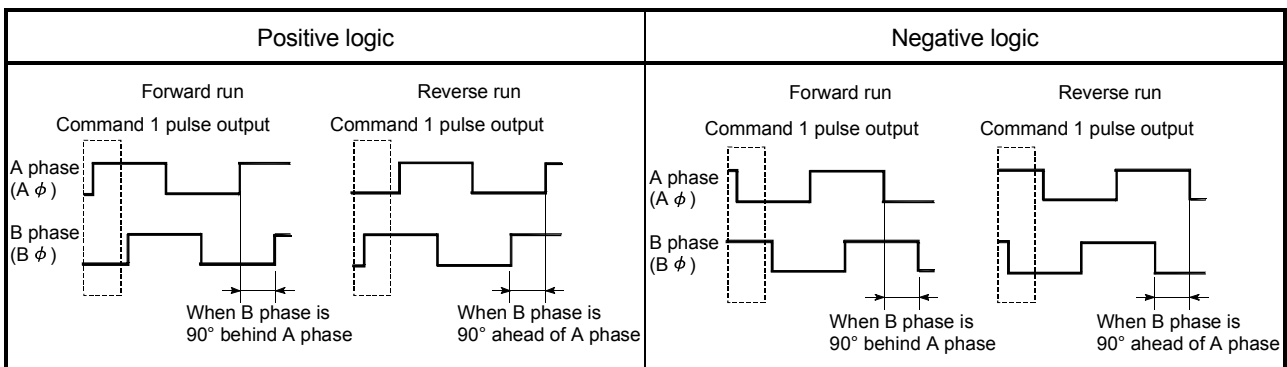 Positive logic
Negative logic
Forward run
Reverse run
Command 1 pulse output
Command 1 pulse output
A phase
(A ϕ)
B phase
(B ϕ)
When B phase is
90° behind A phase
When B phase is
90° ahead of A phase
Forward run
Reverse run
Command 1 pulse output
Command 1 pulse output
A phase
(A ϕ)
B phase
(B ϕ)
When B phase is
90° behind A phase
When B phase is
90° ahead of A phase